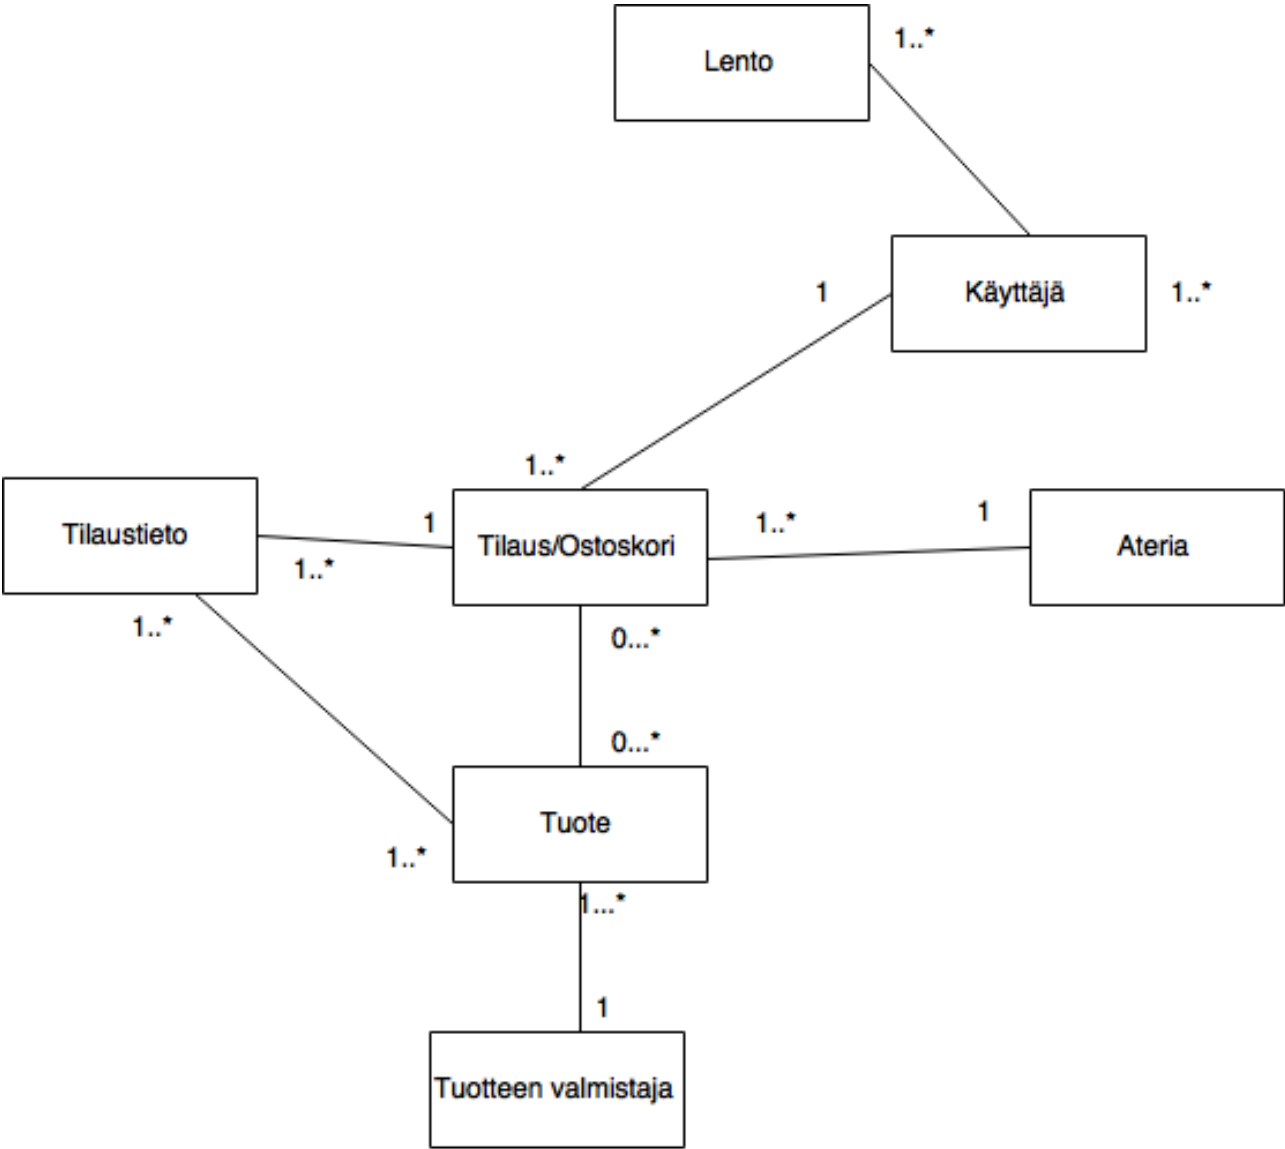 Lento
1..*
Käyttäjä
1
1..*
1..*
Tilaustieto
1
1..*
Tilaus/Ostoskori
1..*
1
Ateria
1..*
0...*
0...*
Tuote
1..*
1...*
1
Tuotteen valmistaja